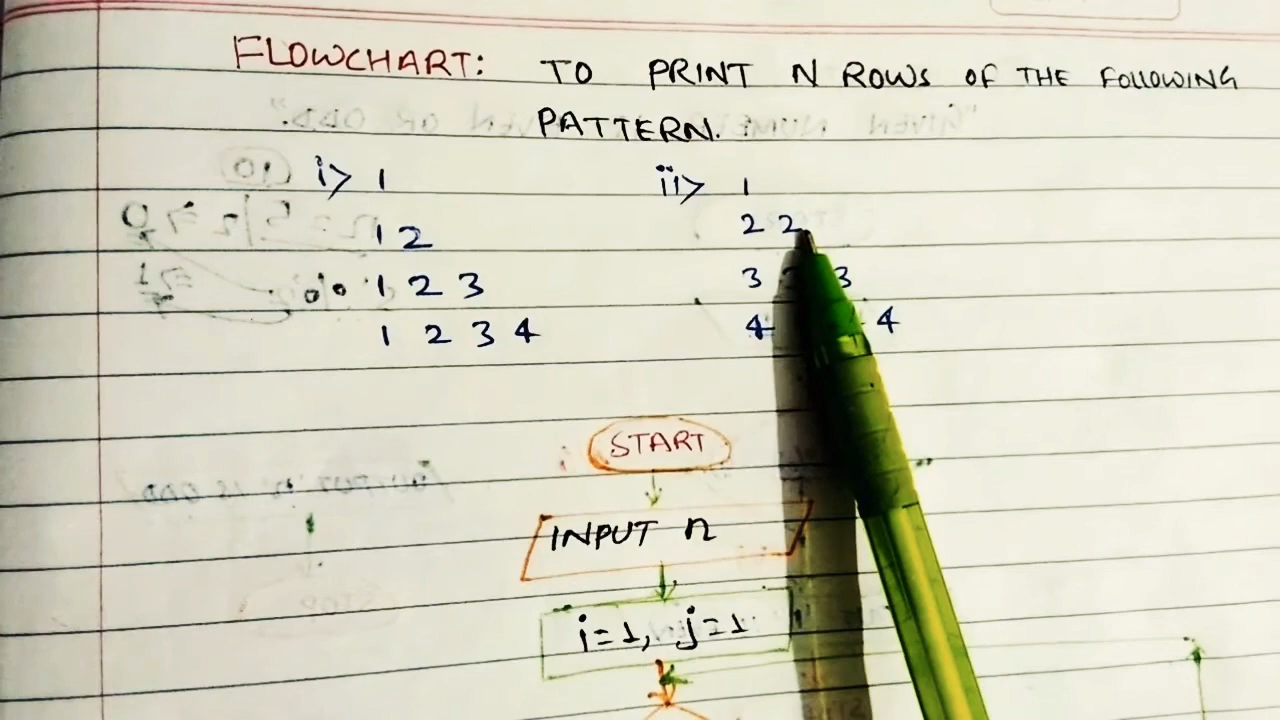 FLOWCHART: TO PRINT N ROWS OF THE FOLLOWING
PATTERN.
i> 1
1 2
1 2 3
1 2 3 4
ii> 1
2 2
3 3
4 4
START
INPUT n
i=1, j=1